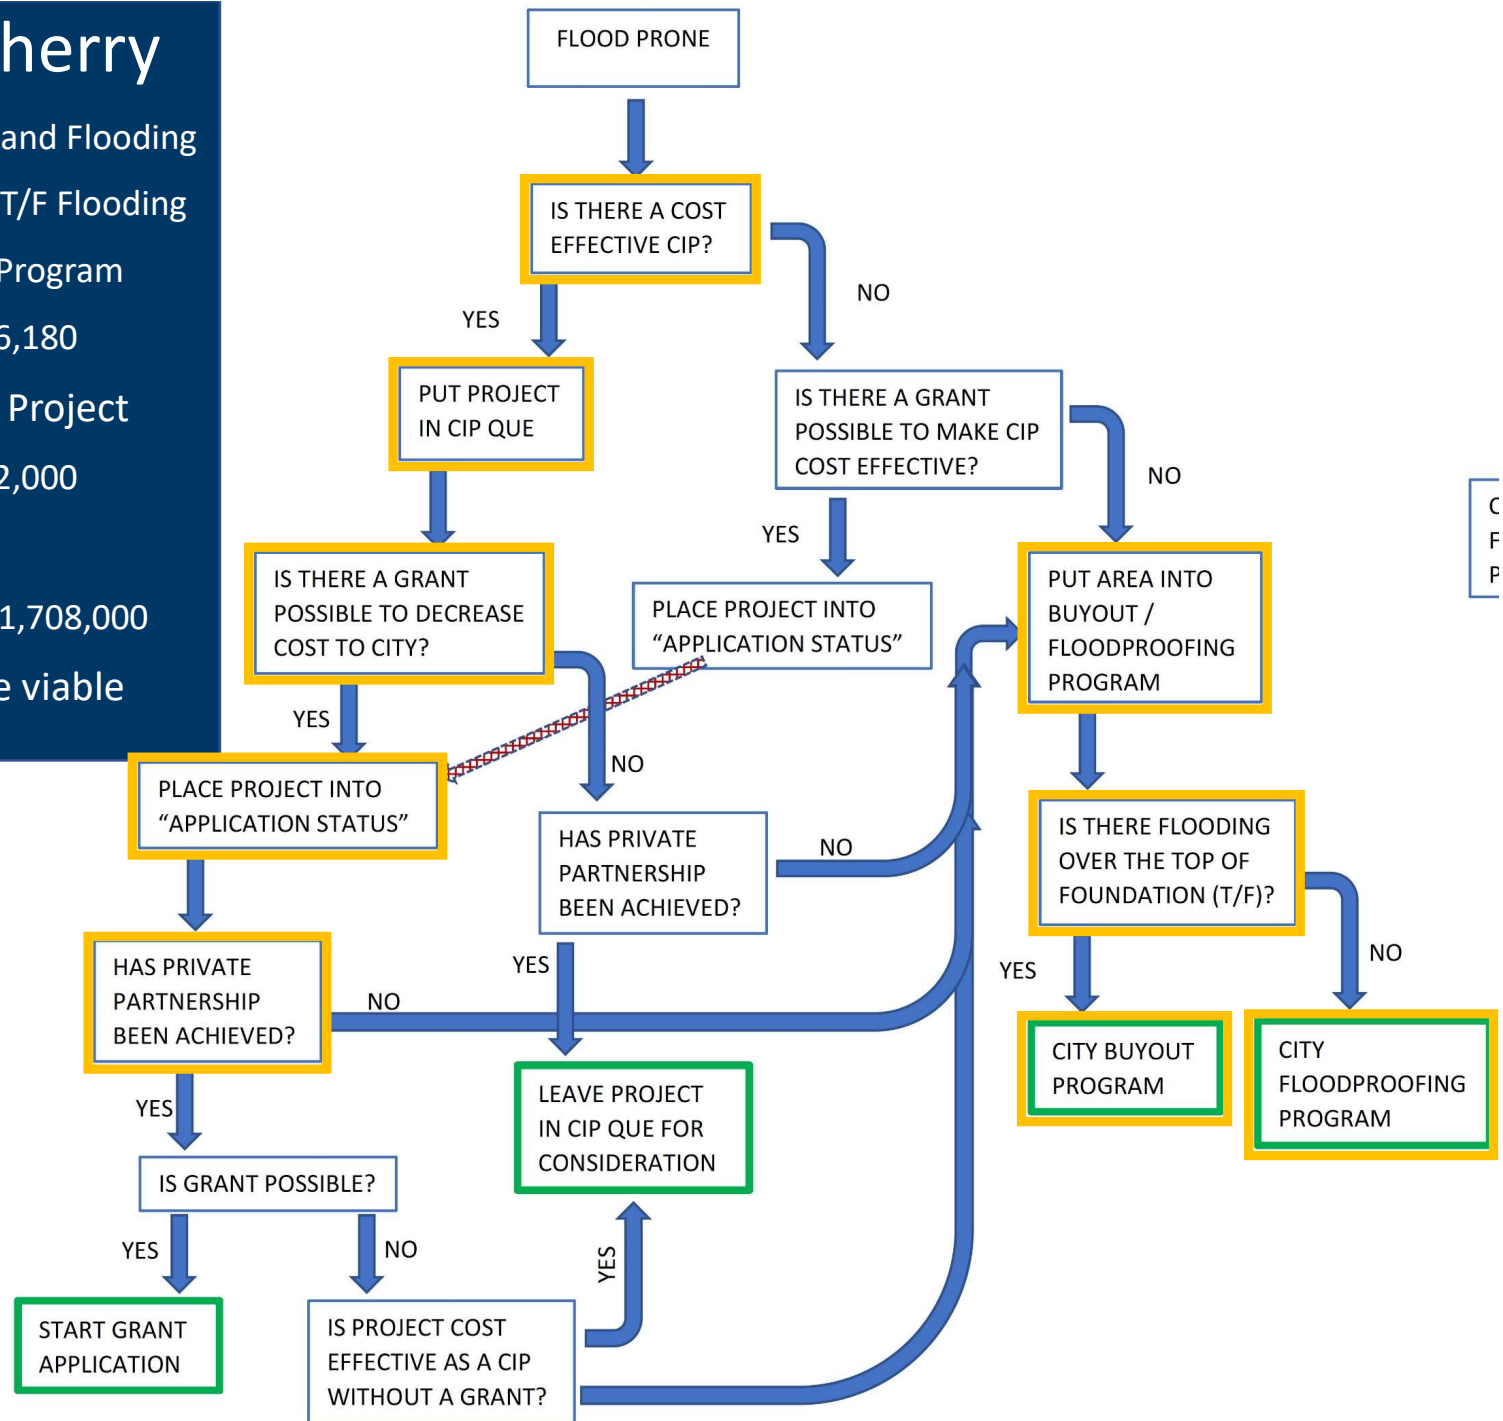 herry
and Flooding
T/F Flooding
Program
6,180
Project
2,000
1,708,000
e viable
FLOOD PRONE
IS THERE A COST
EFFECTIVE CIP?
YES
NO
PUT PROJECT
IN CIP QUE
IS THERE A GRANT
POSSIBLE TO MAKE CIP
COST EFFECTIVE?
YES
NO
IS THERE A GRANT
POSSIBLE TO DECREASE
COST TO CITY?
PLACE PROJECT INTO
“APPLICATION STATUS”
PUT AREA INTO
BUYOUT /
FLOODPROOFING
PROGRAM
C
F
P
YES
NO
PLACE PROJECT INTO
“APPLICATION STATUS”
HAS PRIVATE
PARTNERSHIP
BEEN ACHIEVED?
NO
IS THERE FLOODING
OVER THE TOP OF
FOUNDATION (T/F)?
HAS PRIVATE
PARTNERSHIP
BEEN ACHIEVED?
NO
YES
YES
NO
CITY BUYOUT
PROGRAM
CITY
FLOODPROOFING
PROGRAM
YES
LEAVE PROJECT
IN CIP QUE FOR
CONSIDERATION
IS GRANT POSSIBLE?
YES
NO
YES
START GRANT
APPLICATION
IS PROJECT COST
EFFECTIVE AS A CIP
WITHOUT A GRANT?